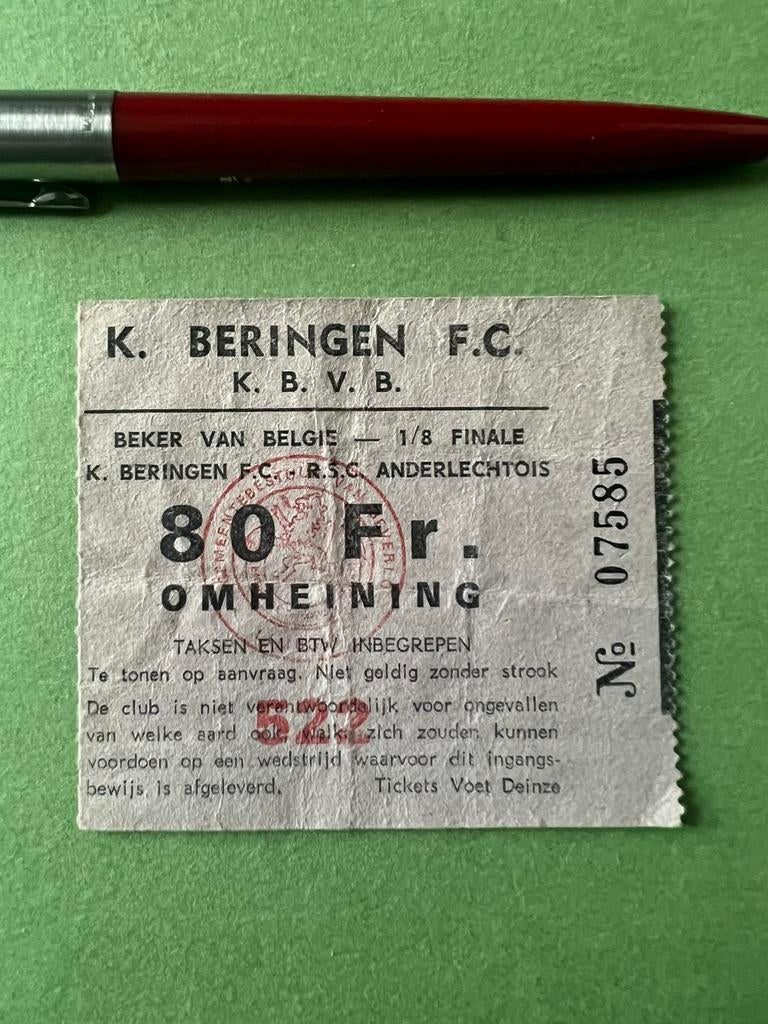 K. BERINGEN F.C.
K. B. V. B.
BEKER VAN BELGIE — 1/8 FINALE
K. BERINGEN F.C. - R.S.C. ANDERLECHTOIS
80 Fr.
OMHEINING
TAKSEN EN BTW INBEGREPEN
Te tonen op aanvraag. Niet geldig zonder strook
De club is niet verantwoordelijk voor ongevallen
van welke aard ook, welke zich zouden kunnen
voordoen op een wedstrijd waarvoor dit ingangs-
bewijs is afgeleverd. Tickets Voet Deinze
522
Nº 07585